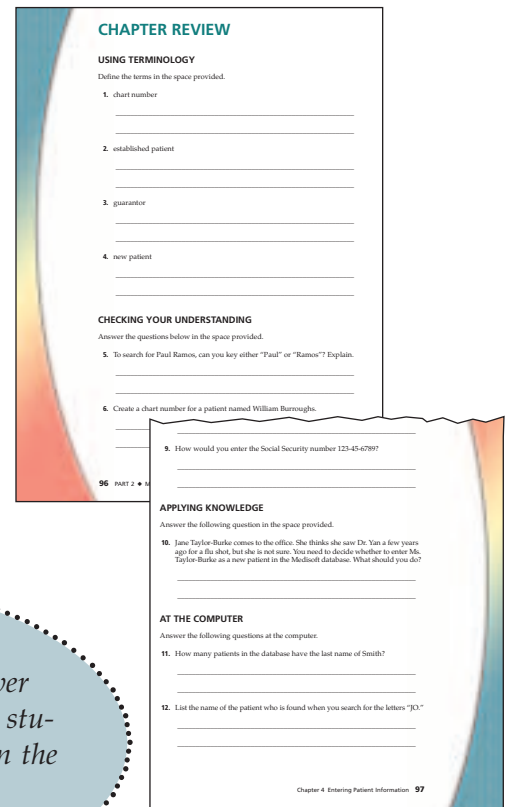 CHAPTER REVIEW
USING TERMINOLOGY
Define the terms in the space provided.
1. chart number
2. established patient
3. guarantor
4. new patient
CHECKING YOUR UNDERSTANDING
Answer the questions below in the space provided.
5. To search for Paul Ramos, can you key either “Paul” or “Ramos”? Explain.
6. Create a chart number for a patient named William Burroughs.
96 PART 2 ◆ M
9. How would you enter the Social Security number 123-45-6789?
APPLYING KNOWLEDGE
Answer the following question in the space provided.
10. Jane Taylor-Burke comes to the office. She thinks she saw Dr. Yan a few years
ago for a flu shot, but she is not sure. You need to decide whether to enter Ms.
Taylor-Burke as a new patient in the Medisoft database. What should you do?
AT THE COMPUTER
Answer the following questions at the computer.
11. How many patients in the database have the last name of Smith?
12. List the name of the patient who is found when you search for the letters “JO.”
Chapter 4 Entering Patient Information 97
ver
stu-
n the